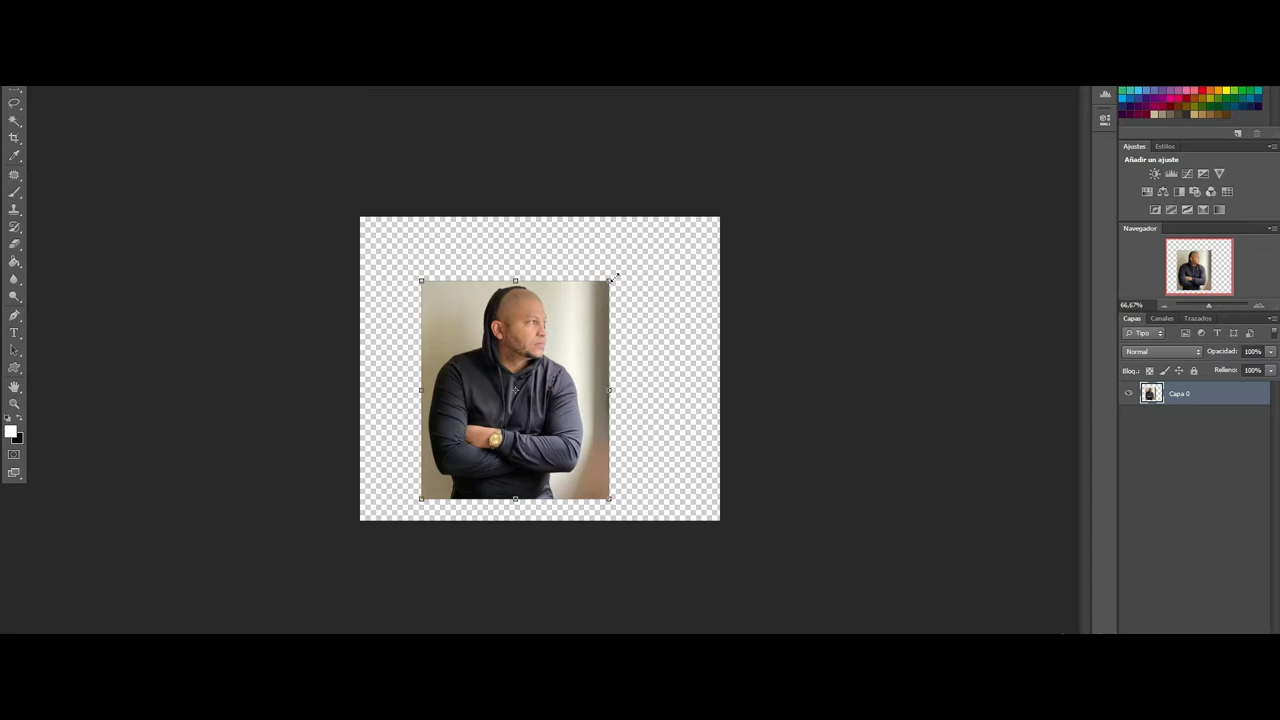 Ajustes Estilos
Añadir un ajuste
Navegador
66,67%
Capas Canales Trazados
Tipo
Normal Opacidad: 100%
Bloq.: Relleno: 100%
Capa 0